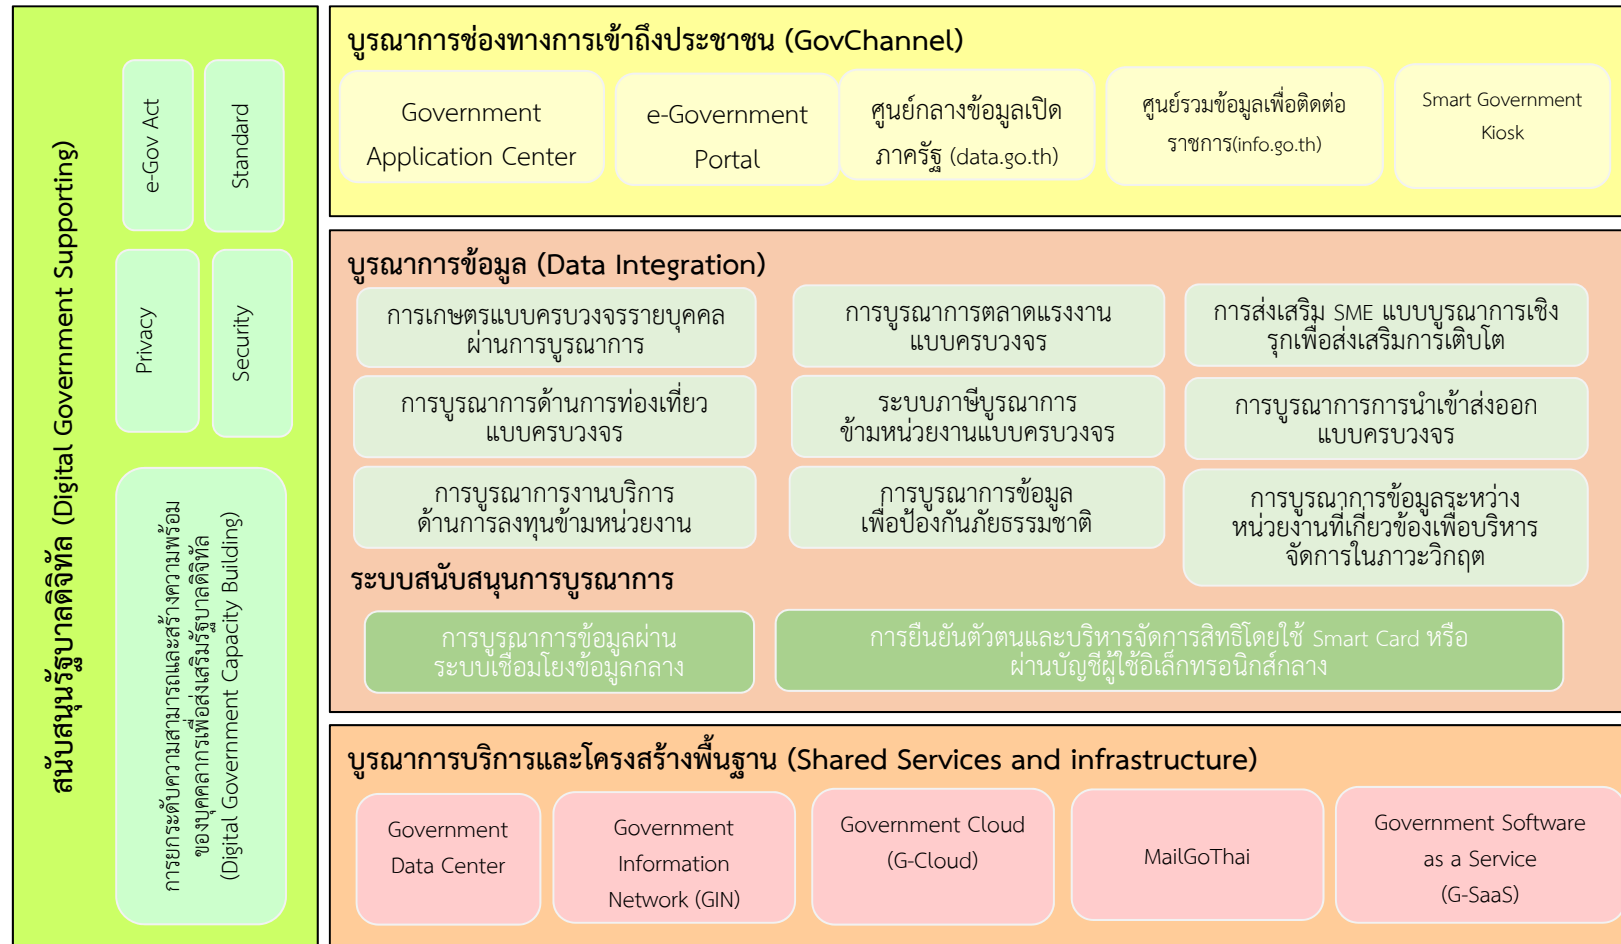 สนับสนุนรัฐบาลดิจิทัล (Digital Government Supporting)
e-Gov Act
Standard
Privacy
Security
การยกระดับความสามารถและสร้างความพร้อม
ของบุคคลากรเพื่อส่งเสริมรัฐบาลดิจิทัล
(Digital Government Capacity Building)
บูรณาการช่องทางการเข้าถึงประชาชน (GovChannel)
Government
Application Center
e-Government
Portal
ศูนย์กลางข้อมูลเปิด
ภาครัฐ (data.go.th)
ศูนย์รวมข้อมูลเพื่อติดต่อ
ราชการ(info.go.th)
Smart Government
Kiosk
บูรณาการข้อมูล (Data Integration)
การเกษตรแบบครบวงจรรายบุคคล
ผ่านการบูรณาการ
การบูรณาการตลาดแรงงาน
แบบครบวงจร
การส่งเสริม SME แบบบูรณาการเชิง
รุกเพื่อส่งเสริมการเติบโต
การบูรณาการด้านการท่องเที่ยว
แบบครบวงจร
ระบบภาษีบูรณาการ
ข้ามหน่วยงานแบบครบวงจร
การบูรณาการการนำเข้าส่งออก
แบบครบวงจร
การบูรณาการงานบริการ
ด้านการลงทุนข้ามหน่วยงาน
การบูรณาการข้อมูล
เพื่อป้องกันภัยธรรมชาติ
การบูรณาการข้อมูลระหว่าง
หน่วยงานที่เกี่ยวข้องเพื่อบริหาร
จัดการในภาวะวิกฤต
ระบบสนับสนุนการบูรณาการ
การบูรณาการข้อมูลผ่าน
ระบบเชื่อมโยงข้อมูลกลาง
การยืนยันตัวตนและบริหารจัดการสิทธิโดยใช้ Smart Card หรือ
ผ่านบัญชีผู้ใช้อิเล็กทรอนิกส์กลาง
บูรณาการบริการและโครงสร้างพื้นฐาน (Shared Services and infrastructure)
Government
Data Center
Government
Information
Network (GIN)
Government Cloud
(G-Cloud)
MailGoThai
Government Software
as a Service
(G-SaaS)